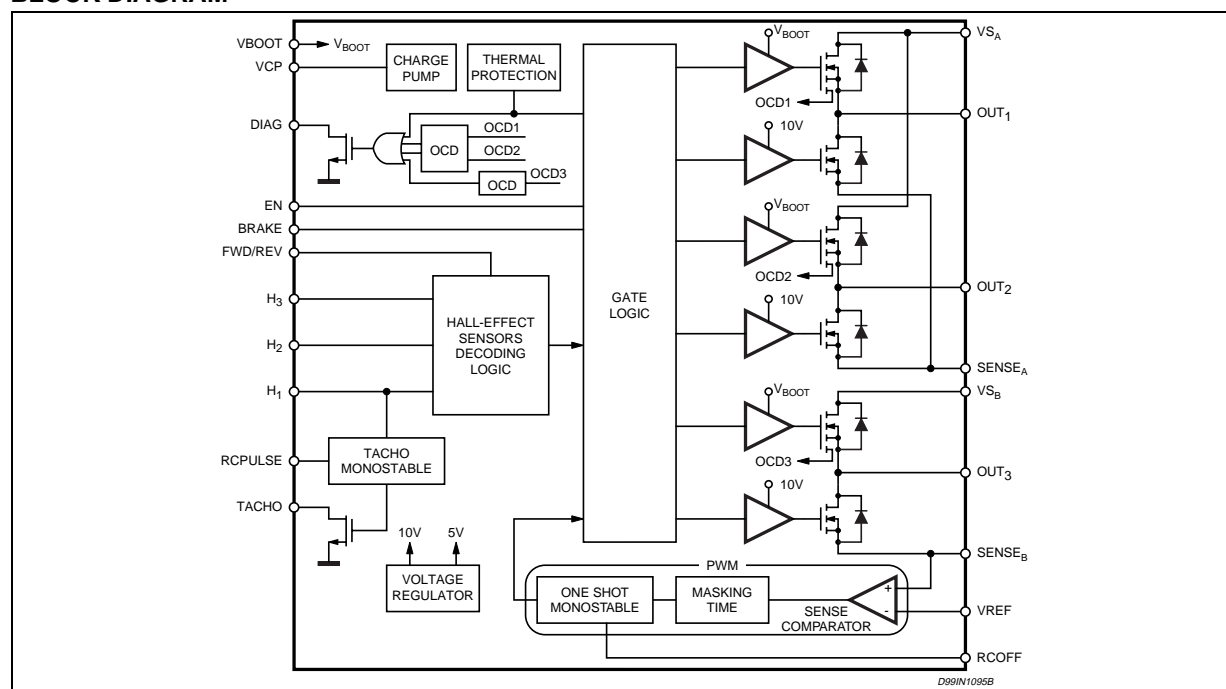 BLOCK DIAGRAM
VBOOT
VBOOT
VCP
CHARGE
PUMP
THERMAL
PROTECTION
DIAG
OCD
OCD1
OCD2
OCD
OCD3
EN
BRAKE
FWD/REV
H3
H2
H1
HALL-EFFECT
SENSORS
DECODING
LOGIC
RCPULSE
TACHO
MONOSTABLE
TACHO
10V
5V
VOLTAGE
REGULATOR
GATE
LOGIC
VBOOT
OCD1
10V
VBOOT
OCD2
10V
VBOOT
OCD3
10V
VSA
OUT1
OUT2
SENSEA
VSB
OUT3
SENSEB
PWM
ONE SHOT
MONOSTABLE
MASKING
TIME
+
-
SENSE
COMPARATOR
VREF
RCOFF
D99IN1095B